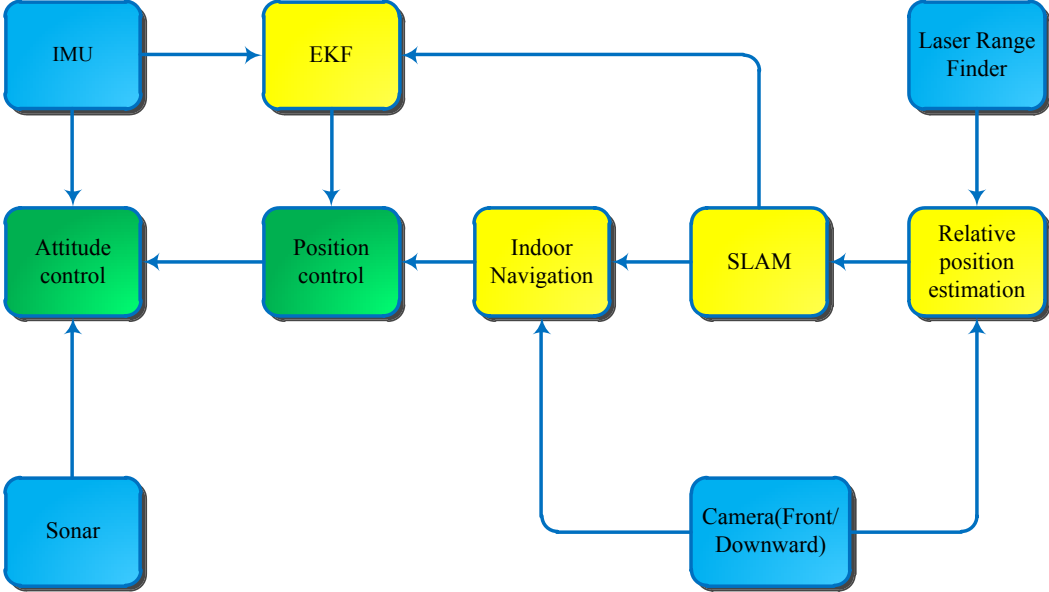 IMU
EKF
Laser Range
Finder
Attitude
control
Position
control
Indoor
Navigation
SLAM
Relative
position
estimation
Sonar
Camera(Front/
Downward)